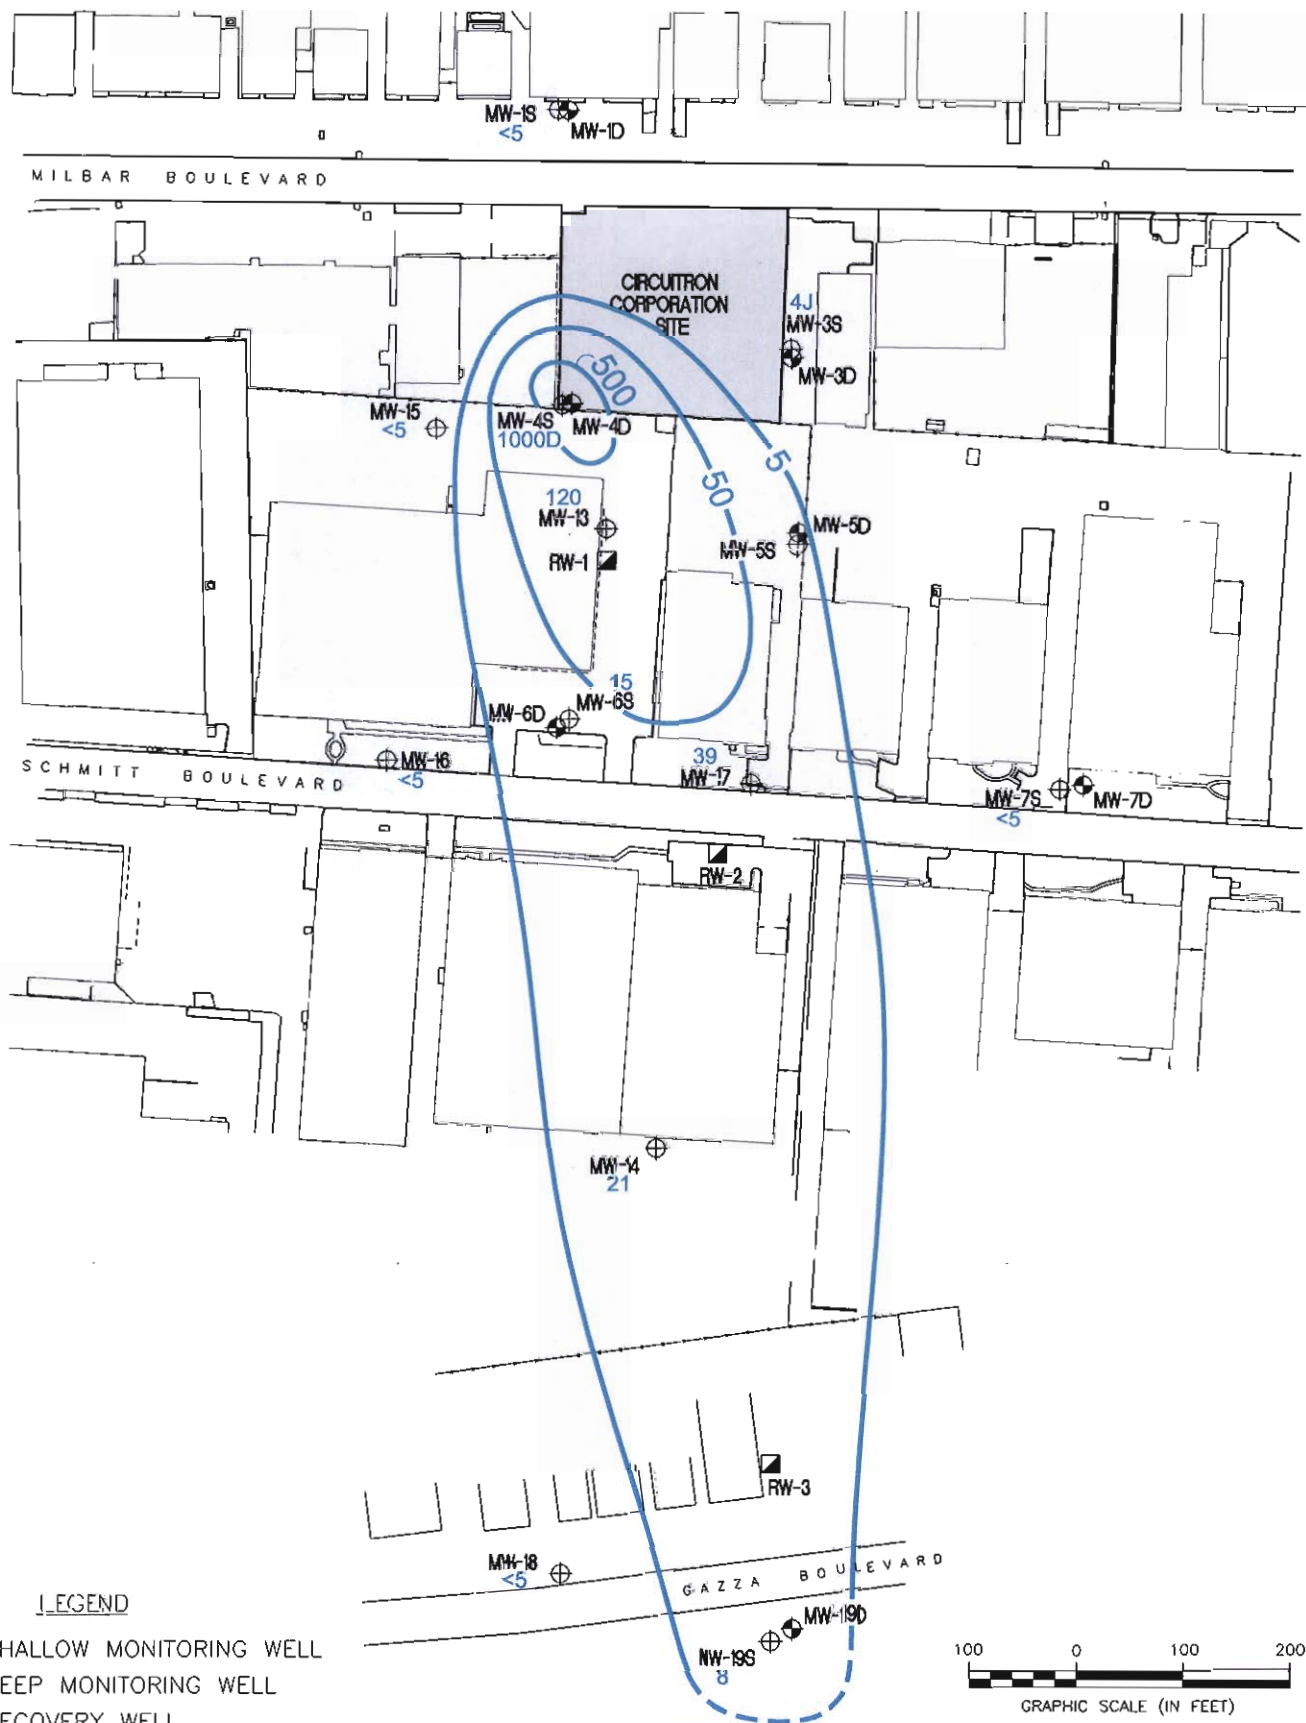 MW-1S
<5
MW-1D
MILBAR BOULEVARD
CIRCUITRON
CORPORATION
SITE
4J
MW-3S
MW-3D
500
MW-15
<5
MW-4S
1000D
MW-4D
5
50
120
MW-13
RW-1
MW-5D
MW-5S
15
MW-6S
MW-6D
MW-16
<5
39
MW-17
SCHMITT BOULEVARD
MW-7S
<5
MW-7D
RW-2
MW-14
21
RW-3
MW-18
<5
GAZZA BOULEVARD
MW-19D
NW-19S
8
LEGEND
HALLOW MONITORING WELL
EEP MONITORING WELL
ECOVERY WELL
100 0 100 200
GRAPHIC SCALE (IN FEET)